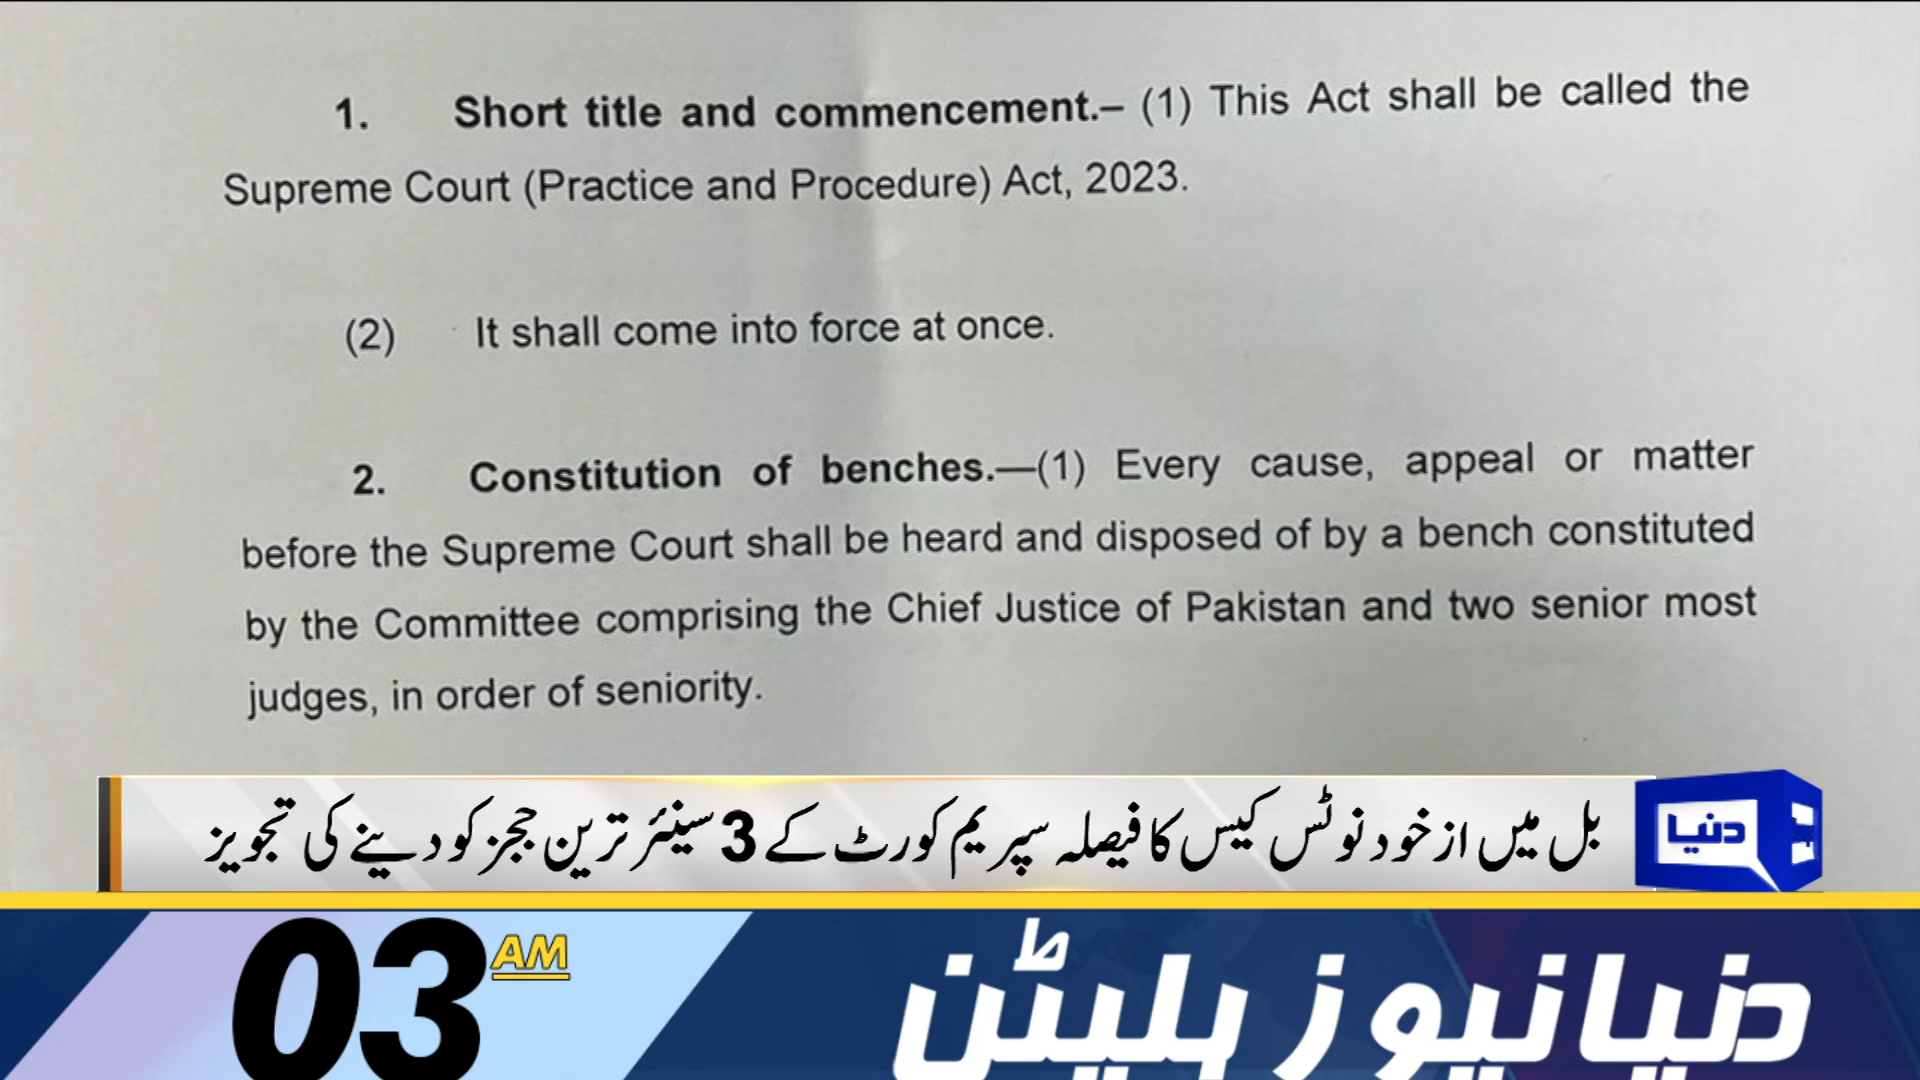 1. Short title and commencement.– (1) This Act shall be called the
Supreme Court (Practice and Procedure) Act, 2023.
(2) It shall come into force at once.
2. Constitution of benches.—(1) Every cause, appeal or matter
before the Supreme Court shall be heard and disposed of by a bench constituted
by the Committee comprising the Chief Justice of Pakistan and two senior most
judges, in order of seniority.
بل میں از خود نوٹس کیس کا فیصلہ سپریم کورٹ کے 3 سینئر ترین ججز کو دینے کی تجویز
دنیا
03 AM
دنیا نیوز بلیٹن